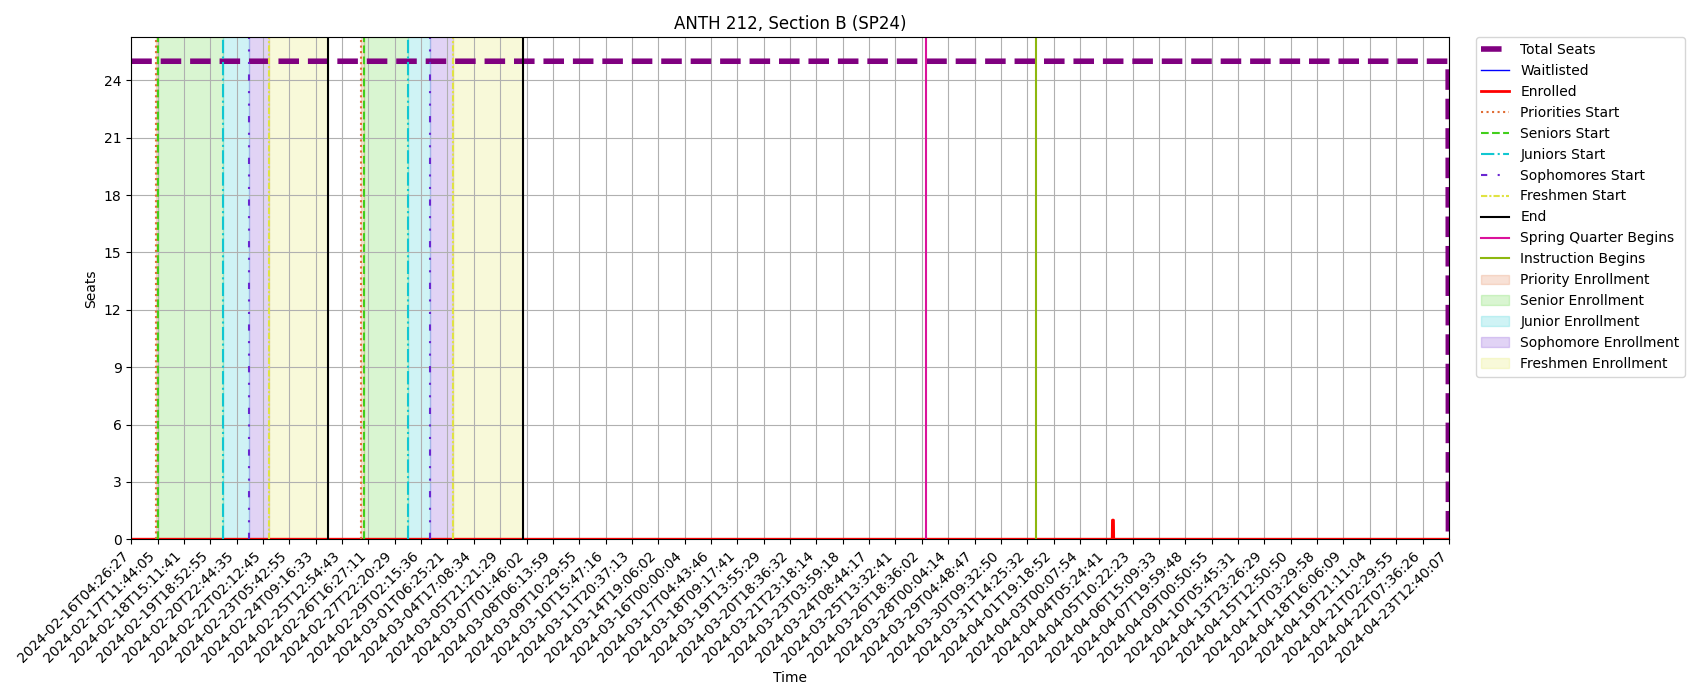 ANTH 212, Section B (SP24)
Seats
24
21
18
15
12
9
6
3
0
2024-02-16T04:26:27
2024-02-17T11:44:05
2024-02-18T15:11:41
2024-02-19T18:52:55
2024-02-20T22:44:35
2024-02-22T02:12:45
2024-02-23T05:42:55
2024-02-24T09:16:33
2024-02-25T12:54:43
2024-02-26T16:27:11
2024-02-27T22:20:29
2024-02-29T02:15:36
2024-03-01T06:25:21
2024-03-04T17:08:34
2024-03-05T21:21:29
2024-03-07T01:46:02
2024-03-08T06:13:59
2024-03-09T10:29:55
2024-03-10T15:47:16
2024-03-11T20:37:13
2024-03-14T19:06:02
2024-03-16T00:00:04
2024-03-17T04:43:46
2024-03-18T09:17:41
2024-03-19T13:55:29
2024-03-20T18:36:32
2024-03-21T23:18:14
2024-03-23T03:59:18
2024-03-24T08:44:17
2024-03-25T13:32:41
2024-03-26T18:36:02
2024-03-28T00:04:14
2024-03-29T04:48:47
2024-03-30T09:32:50
2024-03-31T14:25:32
2024-04-01T19:18:52
2024-04-03T00:07:54
2024-04-04T05:24:41
2024-04-05T10:22:23
2024-04-06T15:09:33
2024-04-07T19:59:48
2024-04-09T00:50:55
2024-04-10T05:45:31
2024-04-13T23:26:29
2024-04-15T12:50:50
2024-04-17T03:29:58
2024-04-18T16:06:09
2024-04-19T21:11:04
2024-04-21T02:29:55
2024-04-22T07:36:26
2024-04-23T12:40:07
Time
Total Seats
Waitlisted
Enrolled
Priorities Start
Seniors Start
Juniors Start
Sophomores Start
Freshmen Start
End
Spring Quarter Begins
Instruction Begins
Priority Enrollment
Senior Enrollment
Junior Enrollment
Sophomore Enrollment
Freshmen Enrollment